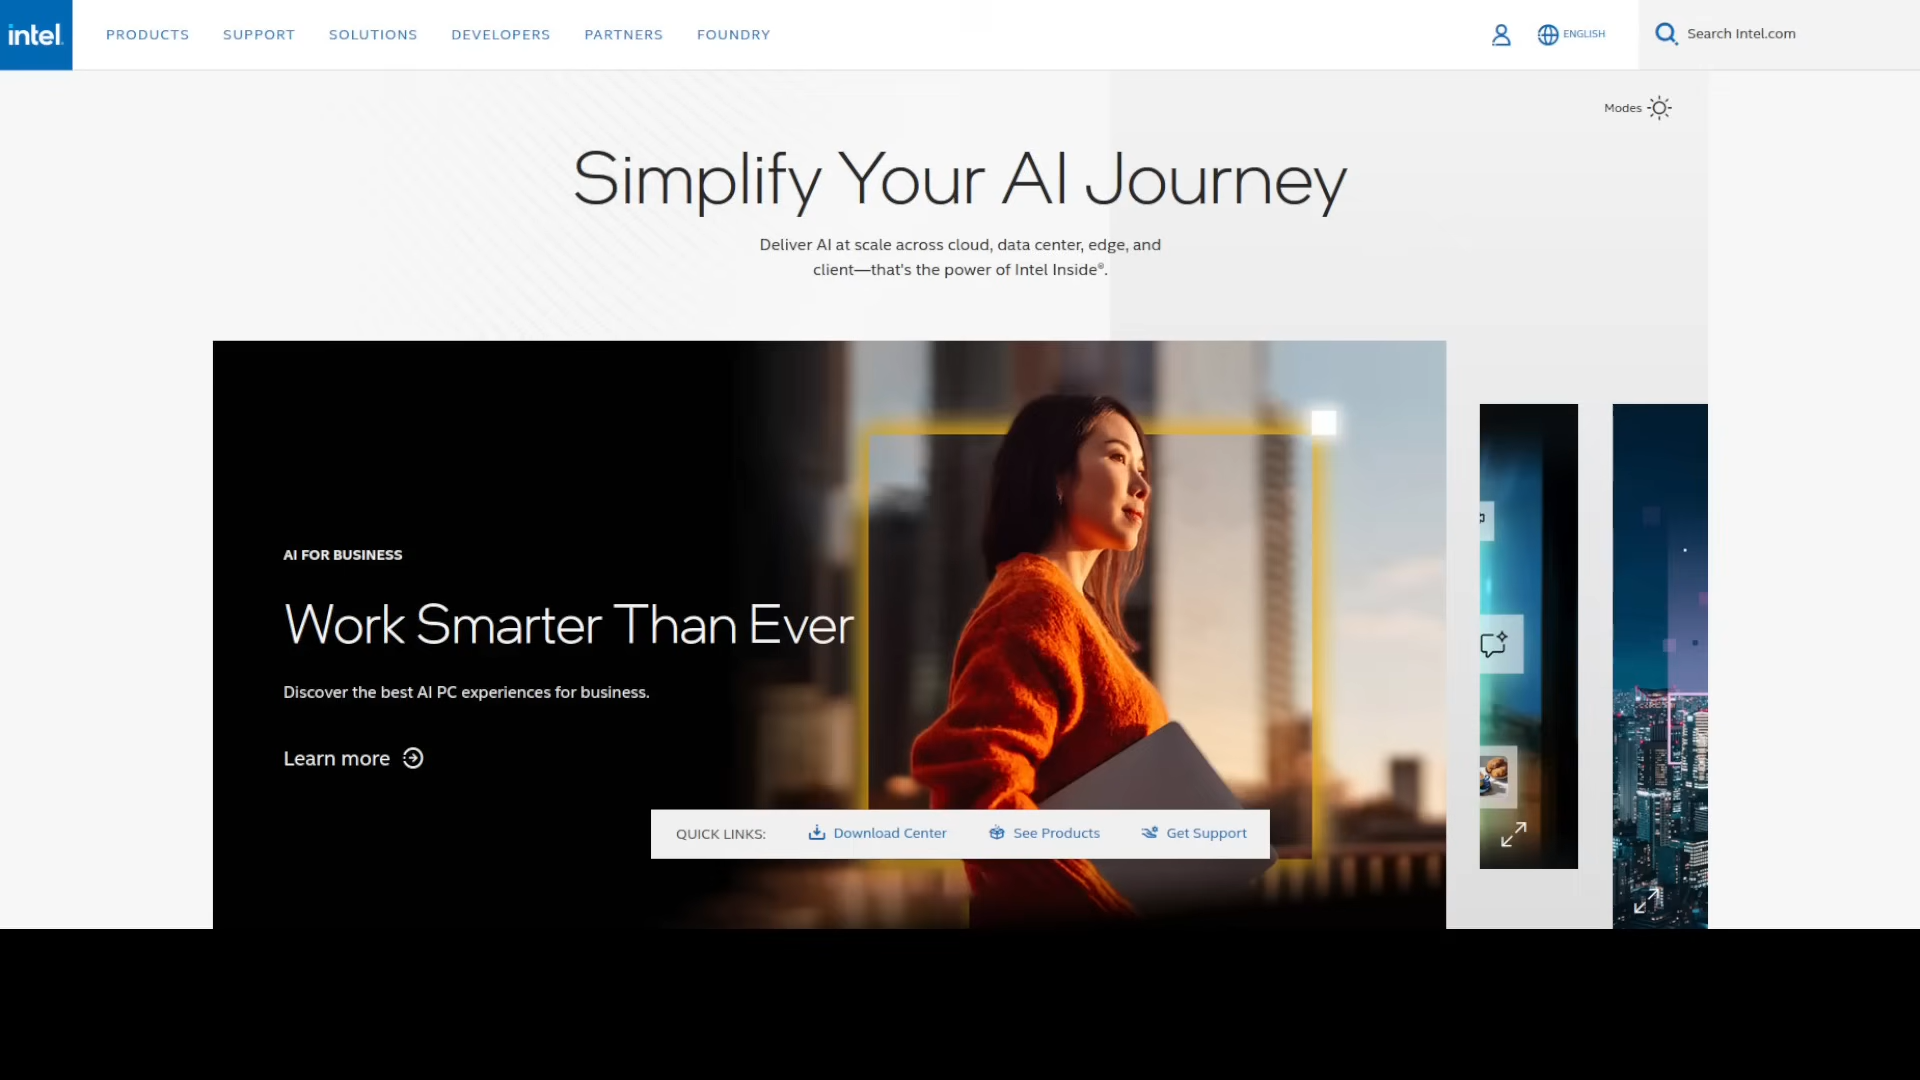 intel.
PRODUCTS
SUPPORT
SOLUTIONS
DEVELOPERS
PARTNERS
FOUNDRY
ENGLISH
Search Intel.com
Modes
Simplify Your AI Journey
Deliver AI at scale across cloud, data center, edge, and
client—that's the power of Intel Inside®.
AI FOR BUSINESS
Work Smarter Than Ever
Discover the best AI PC experiences for business.
Learn more
QUICK LINKS:
Download Center
See Products
Get Support